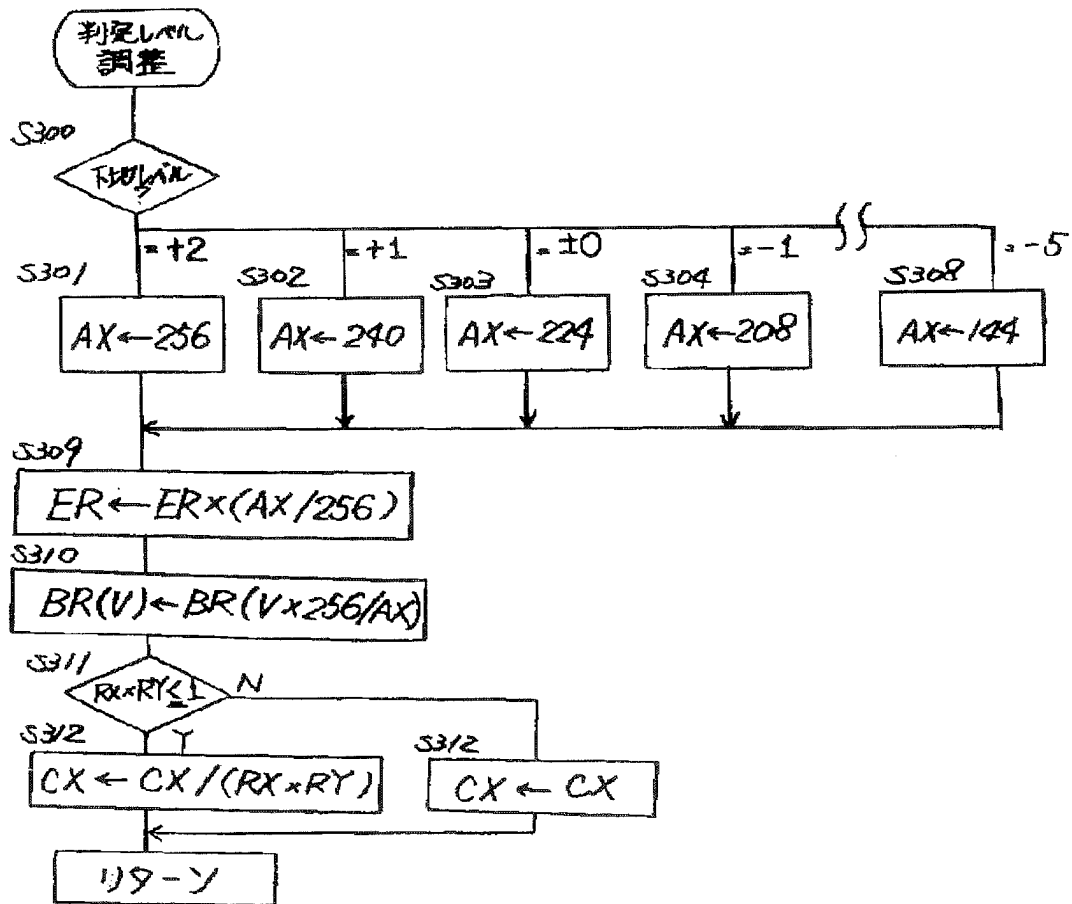 判定レベル
調整
S300
下地レベル
?
=+2
=+1
=±0
=-1
=-5
S301
S302
S303
S304
S308
AX←256
AX←240
AX←224
AX←208
AX←144
S309
ER←ER×(AX/256)
S310
BR(V)←BR(V×256/AX)
S311
RX×RY≦1
N
Y
S312
CX←CX/(RX×RY)
S312
CX←CX
リターン